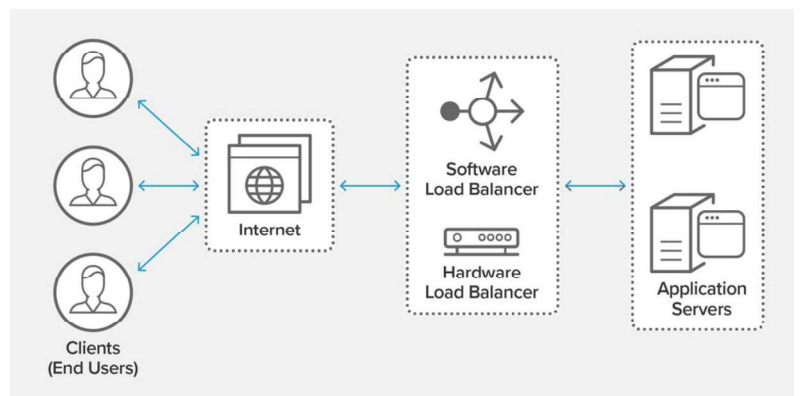 Clients
(End Users)
Internet
Software
Load Balancer
Hardware
Load Balancer
Application
Servers